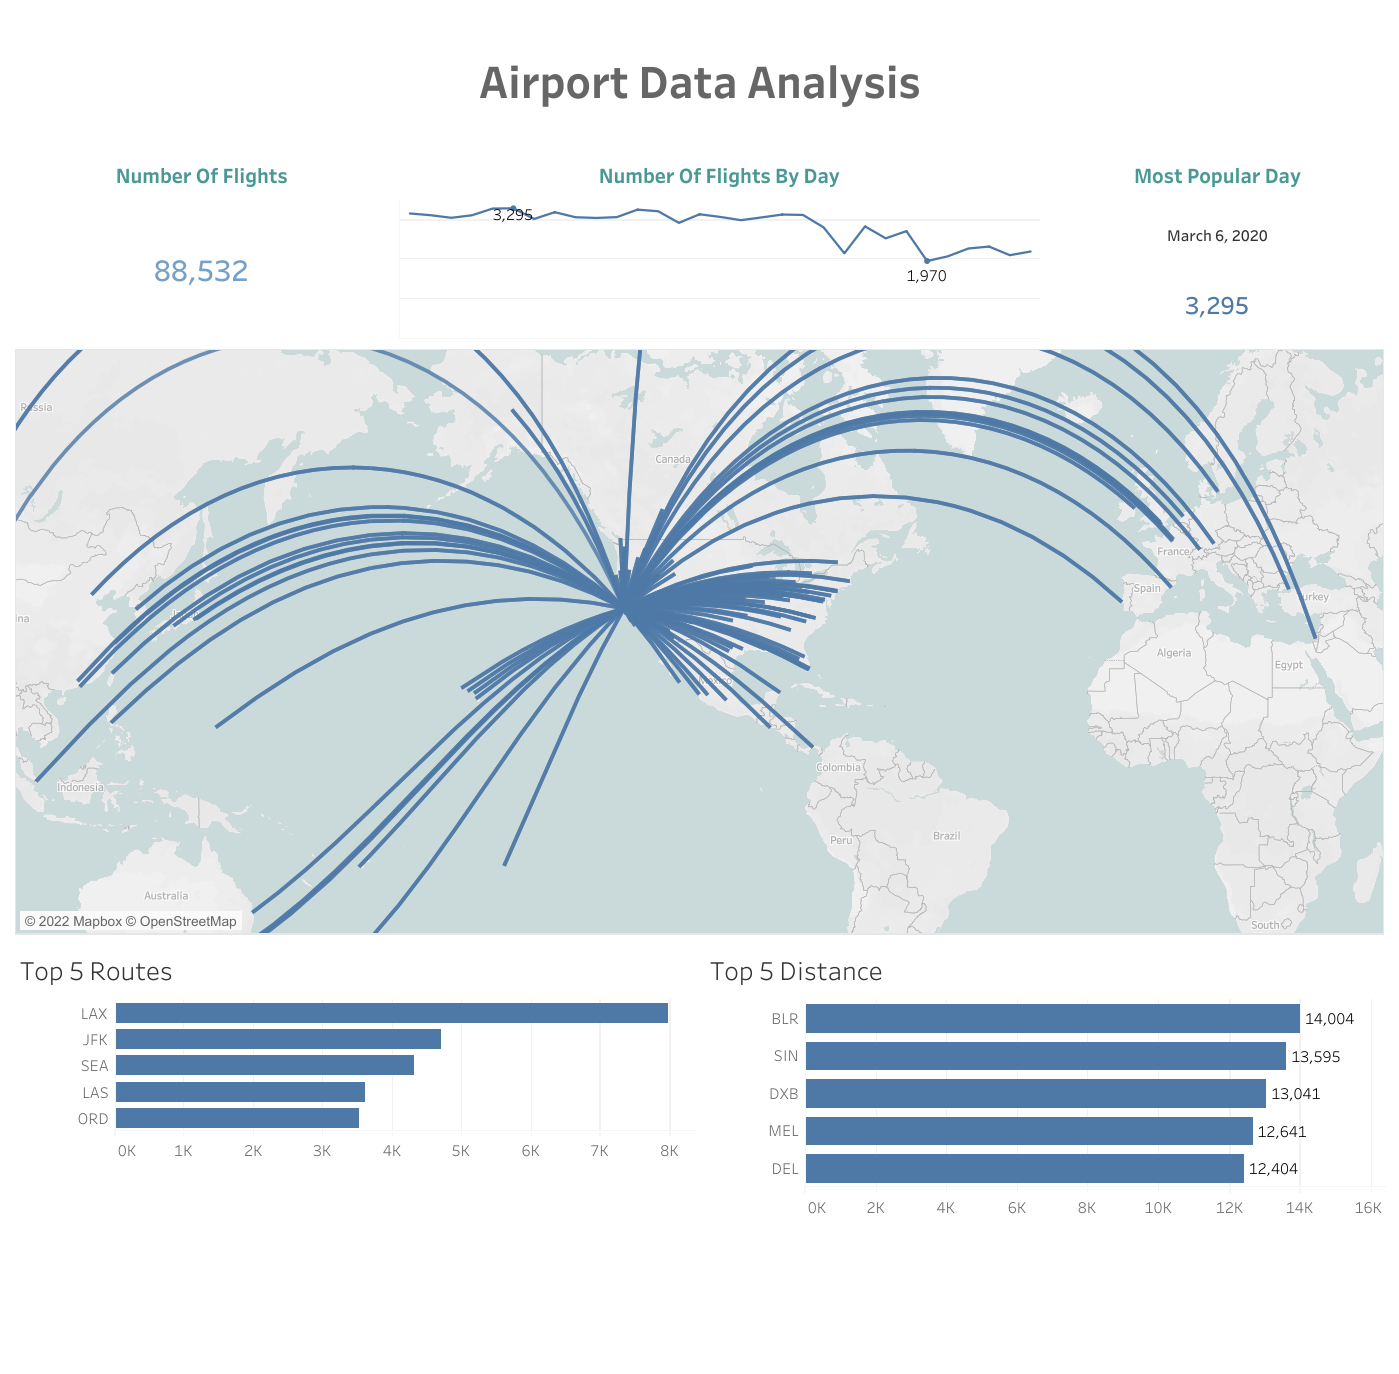 Airport Data Analysis
Number Of Flights
Number Of Flights By Day
Most Popular Day
3,295
March 6, 2020
88,532
1,970
3,295
Russia
Canada
France
Spain
Turkey
Algeria
Egypt
Mexico
Colombia
Indonesia
Brazil
Peru
Australia
© 2022 Mapbox © OpenStreetMap
South
Top 5 Routes
LAX
JFK
SEA
LAS
ORD
0K 1K 2K 3K 4K 5K 6K 7K 8K
Top 5 Distance
BLR 14,004
SIN 13,595
DXB 13,041
MEL 12,641
DEL 12,404
0K 2K 4K 6K 8K 10K 12K 14K 16K